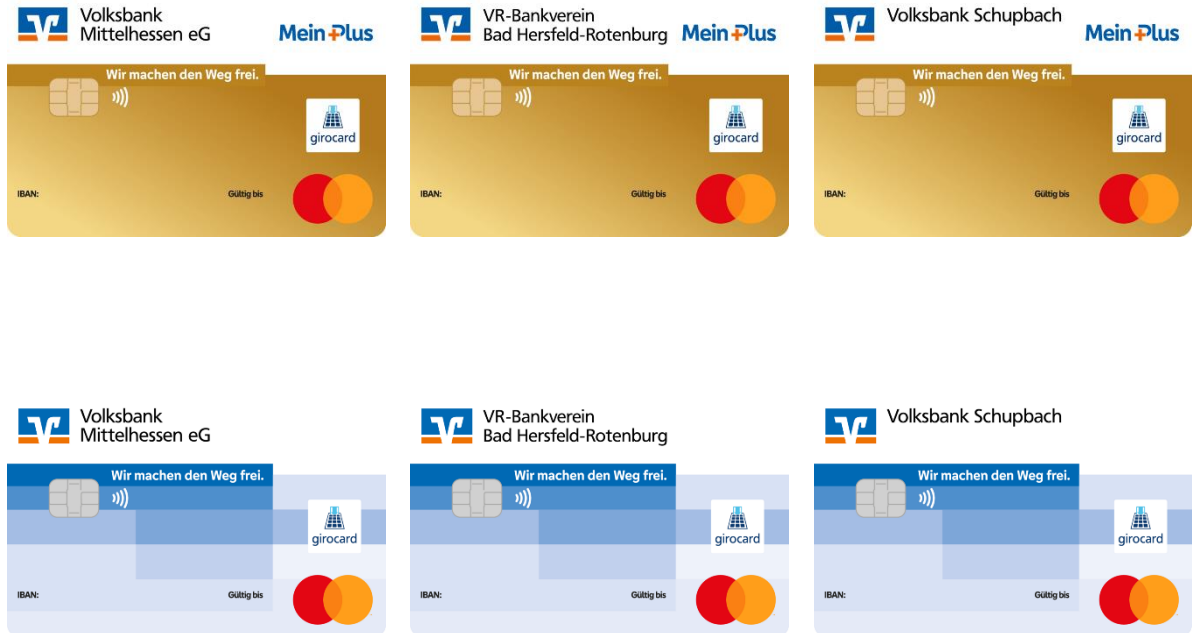 Volksbank
Mittelhessen eG
Mein Plus
Wir machen den Weg frei.
girocard
IBAN:
Gültig bis
VR-Bankverein
Bad Hersfeld-Rotenburg
Mein Plus
Wir machen den Weg frei.
girocard
IBAN:
Gültig bis
Volksbank Schupbach
Mein Plus
Wir machen den Weg frei.
girocard
IBAN:
Gültig bis
Volksbank
Mittelhessen eG
Wir machen den Weg frei.
girocard
IBAN:
Gültig bis
VR-Bankverein
Bad Hersfeld-Rotenburg
Wir machen den Weg frei.
girocard
IBAN:
Gültig bis
Volksbank Schupbach
Wir machen den Weg frei.
girocard
IBAN:
Gültig bis